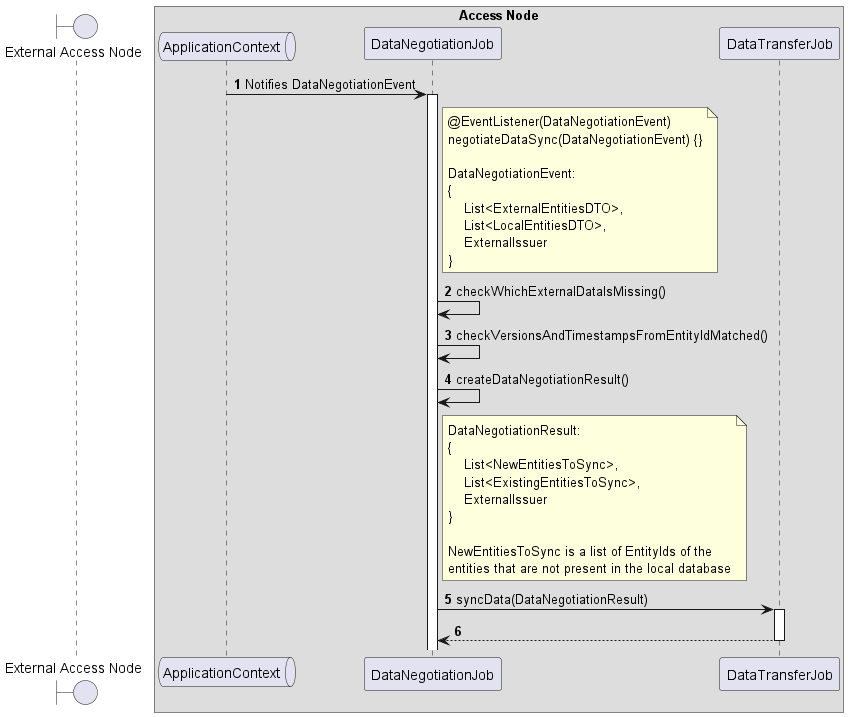 Access Node
External Access Node
ApplicationContext
DataNegotiationJob
DataTransferJob
1 Notifies DataNegotiationEvent
@EventListener(DataNegotiationEvent)
negotiateDataSync(DataNegotiationEvent) {}
DataNegotiationEvent:
{
List<ExternalEntitiesDTO>,
List<LocalEntitiesDTO>,
ExternalIssuer
}
2 checkWhichExternalDataIsMissing()
3 checkVersionsAndTimestampsFromEntityIdMatched()
4 createDataNegotiationResult()
DataNegotiationResult:
{
List<NewEntitiesToSync>,
List<ExistingEntitiesToSync>,
ExternalIssuer
}
NewEntitiesToSync is a list of EntityIds of the
entities that are not present in the local database
5 syncData(DataNegotiationResult)
6
External Access Node
ApplicationContext
DataNegotiationJob
DataTransferJob